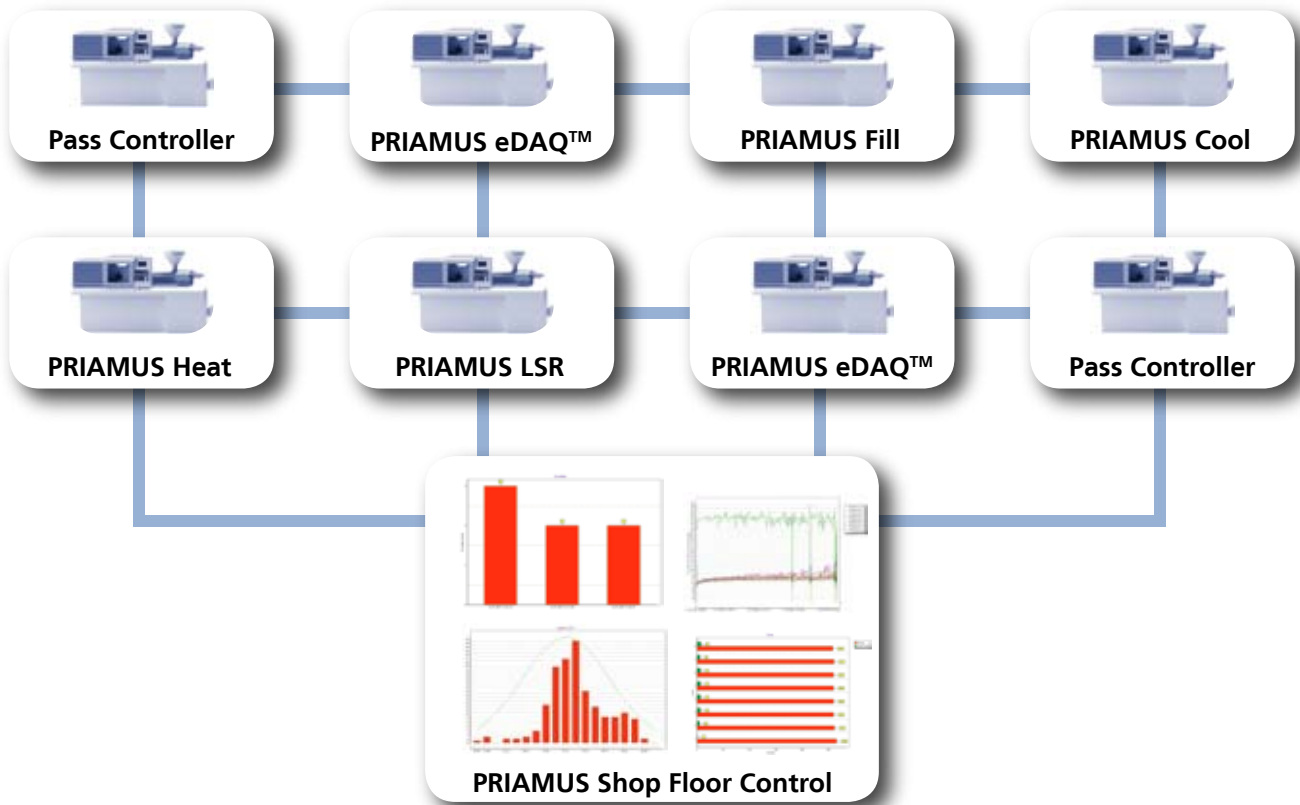 Pass Controller
PRIAMUS eDAQ™
PRIAMUS Fill
PRIAMUS Cool
PRIAMUS Heat
PRIAMUS LSR
PRIAMUS eDAQ™
Pass Controller
PRIAMUS Shop Floor Control